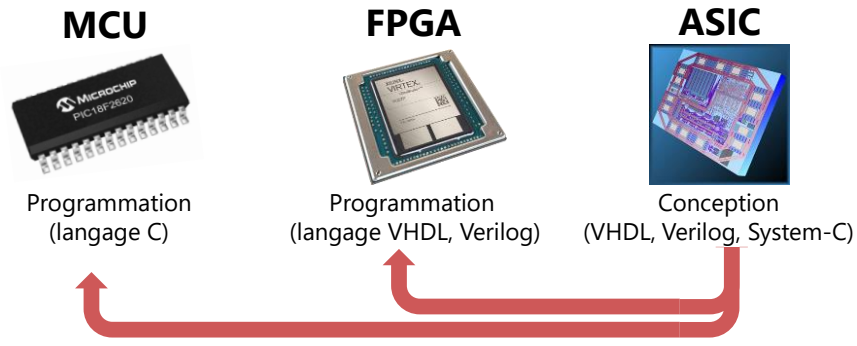 MCU
FPGA
ASIC
MICROCHIP
PIC18F2620
VIRTEX
Programmation
(langage C)
Programmation
(langage VHDL, Verilog)
Conception
(VHDL, Verilog, System-C)